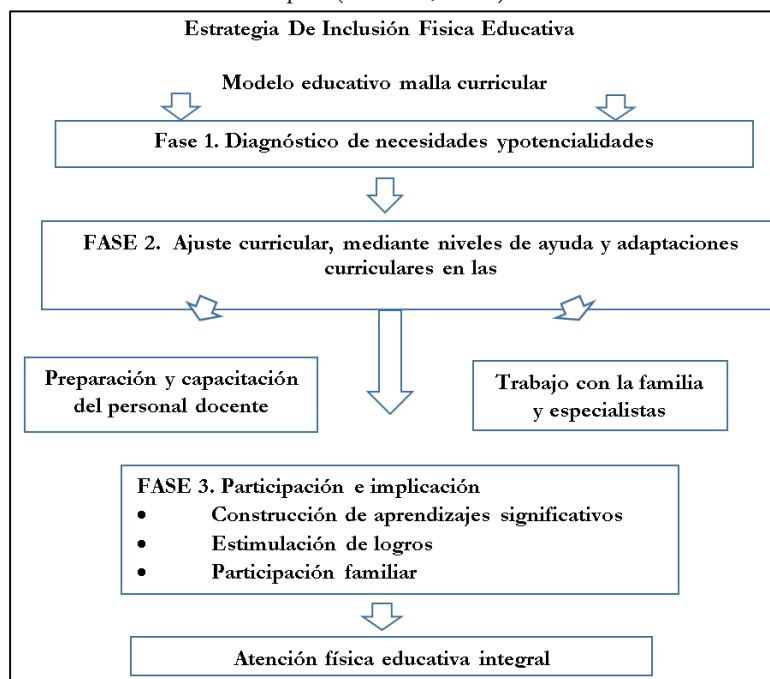 Estrategia De Inclusión Fisica Educativa
Modelo educativo malla curricular
Fase 1. Diagnóstico de necesidades ypotencialidades
FASE 2. Ajuste curricular, mediante niveles de ayuda y adaptaciones
curriculares en las
Preparación y capacitación
del personal docente
Trabajo con la familia
y especialistas
FASE 3. Participación e implicación
• Construcción de aprendizajes significativos
• Estimulación de logros
• Participación familiar
Atención física educativa integral